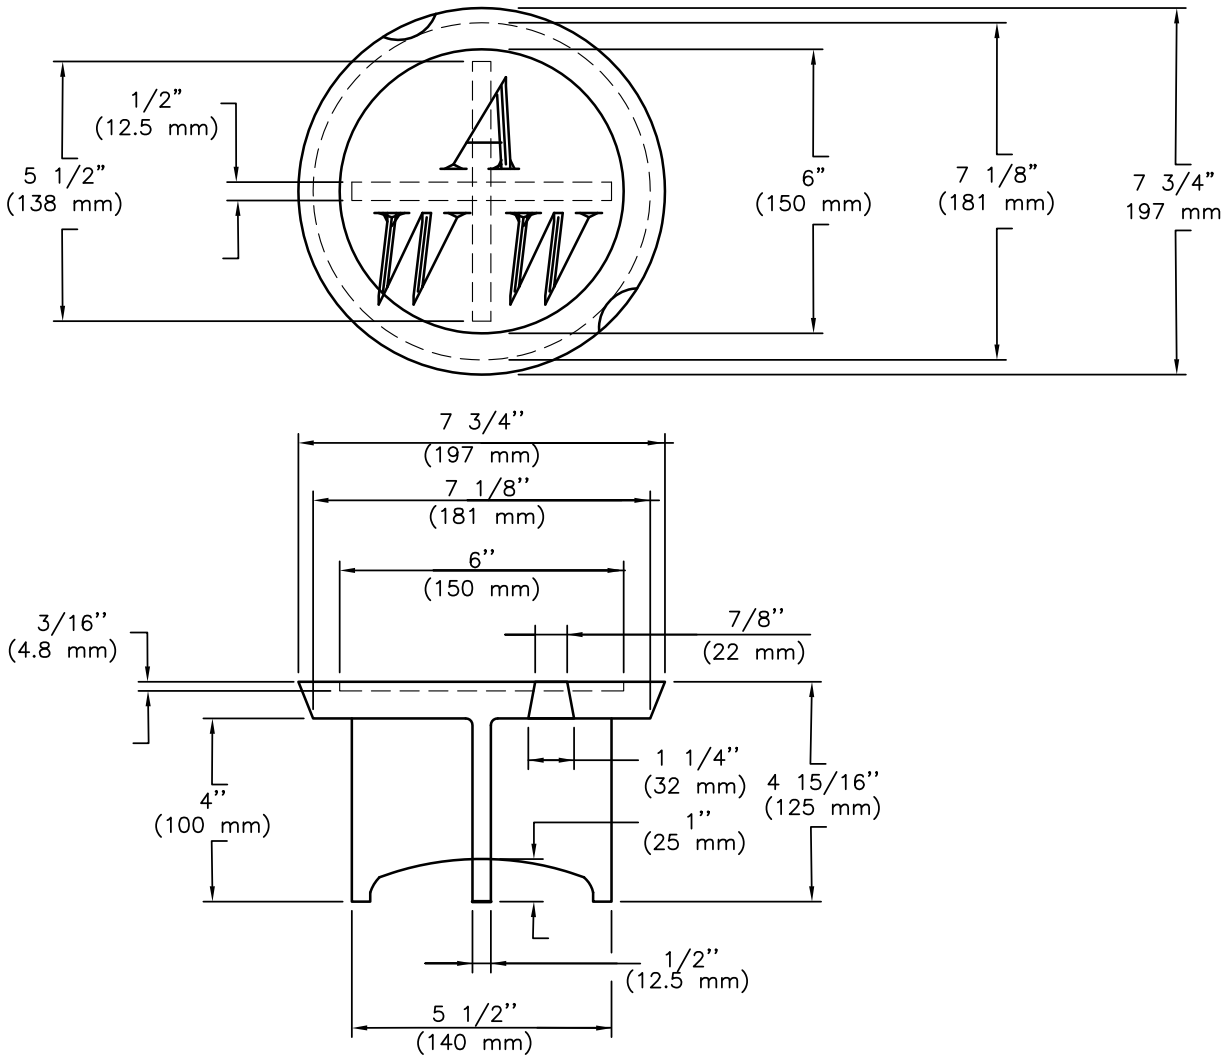 1/2”
(12.5 mm)
5 1/2”
(138 mm)
A
W W
6”
(150 mm)
7 1/8”
(181 mm)
7 3/4”
197 mm
7 3/4’’
(197 mm)
7 1/8’’
(181 mm)
6’’
(150 mm)
3/16’’
(4.8 mm)
7/8’’
(22 mm)
1 1/4’’
(32 mm)
4 15/16’’
(125 mm)
4’’
(100 mm)
1’’
(25 mm)
1/2’’
(12.5 mm)
5 1/2’’
(140 mm)